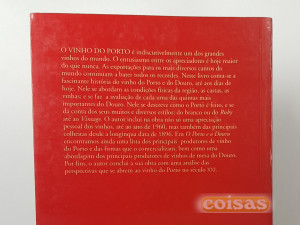 O VINHO DO PORTO é indiscutivelmente um dos grandes
vinhos do mundo. O entusiasmo entre os apreciadores é hoje maior
do que nunca. As exportações para os mais diversos cantos do
mundo continuam a bater todos os recordes. Neste livro conta-se a
fascinante história do vinho do Porto e do Douro, até aos dias de
hoje. Nele se abordam as condições físicas da região, as castas, as
vinhas; e se faz a avaliação de cada uma das quintas mais
importantes do Douro. Nele se descreve como o Porto é feito, e se
dá conta dos seus muitos e diversos estilos: do branco ou do Ruby
até ao Vintage. O autor inclui na obra não só uma apreciação
pessoal dos vinhos, até ao ano de 1960, mas também das principais
colheitas desde a longínqua data de 1896. Em O Porto e o Douro
encontramos ainda uma lista dos principais produtores de vinho
do Porto e das firmas que o comercializam, bem como uma
abordagem dos principais produtores de vinhos de mesa do Douro.
Por fim, o autor conclui a sua obra com uma análise das
perspectivas que se abrem ao vinho do Porto no século XXI.
coisas